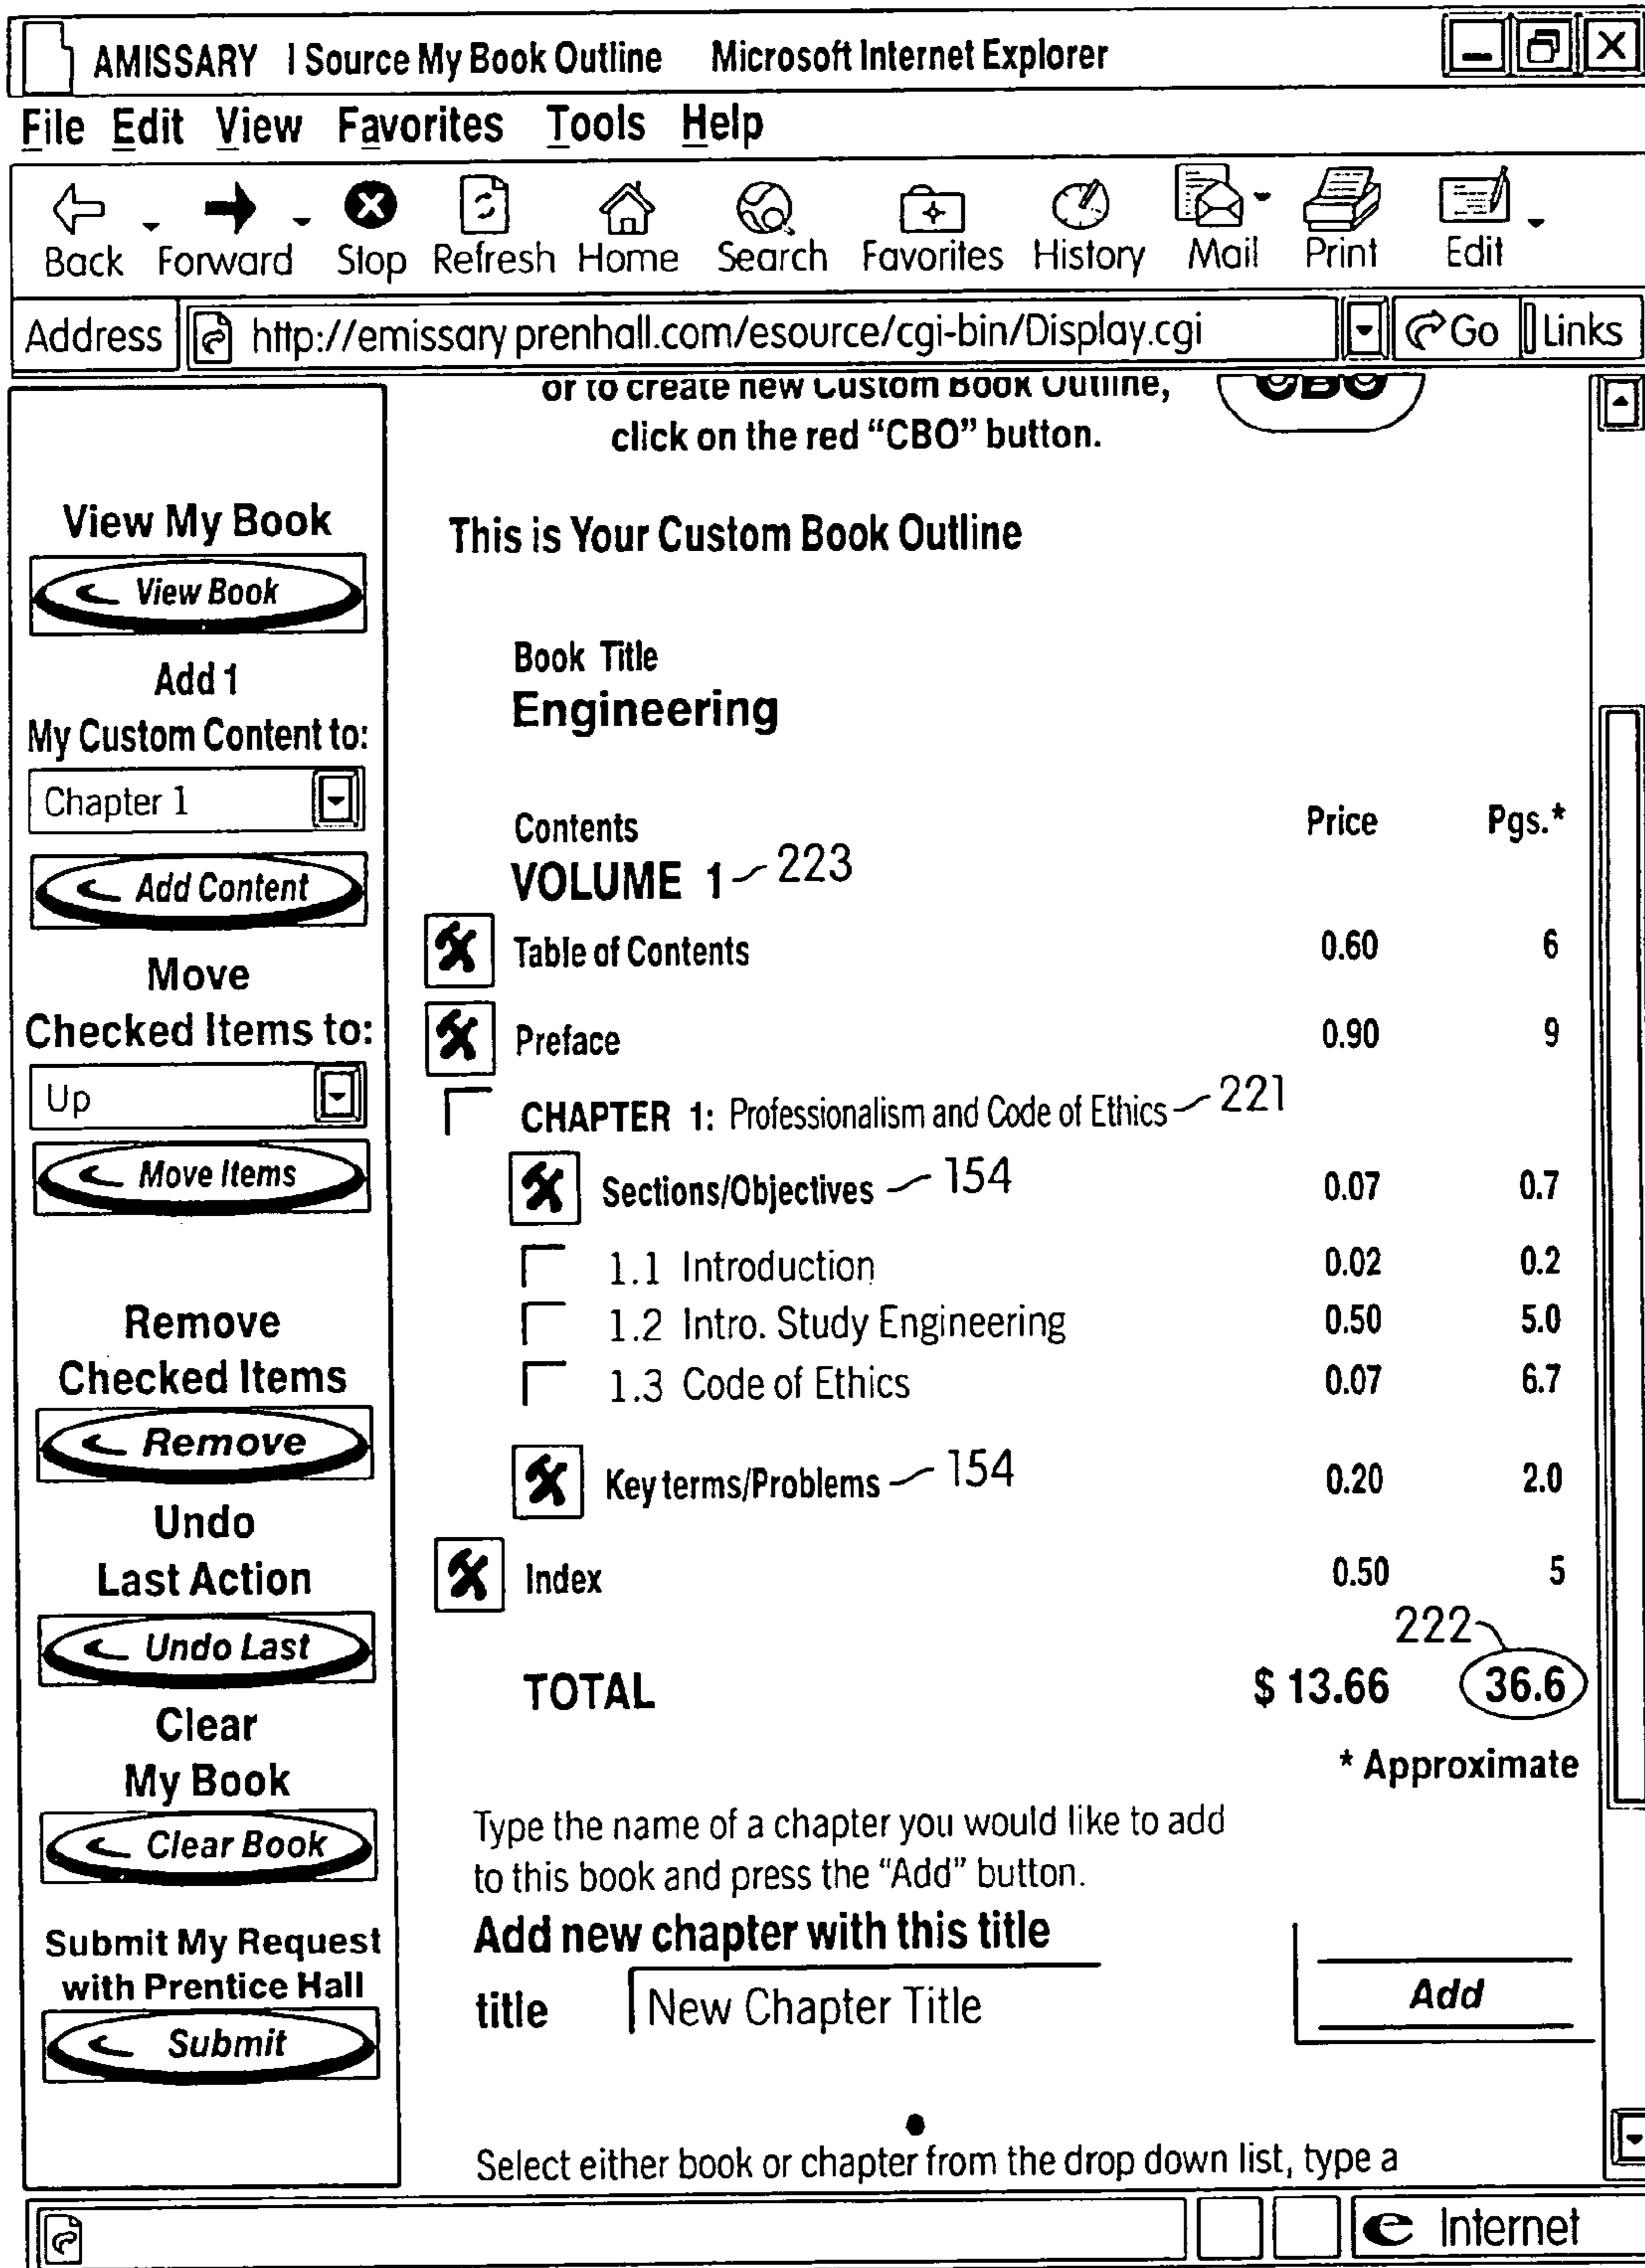 AMISSARY I Source My Book Outline Microsoft Internet Explorer
File Edit View Favorites Tools Help
Back Forward Stop Refresh Home Search Favorites History Mail Print Edit
Address http://emissary prenhall.com/esource/cgi-bin/Display.cgi Go Links
or to create new Custom Book Outline, CBO
click on the red “CBO” button.
View My Book
View Book
Add 1
My Custom Content to:
Chapter 1
Add Content
Move
Checked Items to:
Up
Move Items
Remove
Checked Items
Remove
Undo
Last Action
Undo Last
Clear
My Book
Clear Book
Submit My Request
with Prentice Hall
Submit
This is Your Custom Book Outline
Book Title
Engineering
Contents Price Pgs.*
VOLUME 1 223
Table of Contents 0.60 6
Preface 0.90 9
CHAPTER 1: Professionalism and Code of Ethics 221
Sections/Objectives 154 0.07 0.7
1.1 Introduction 0.02 0.2
1.2 Intro. Study Engineering 0.50 5.0
1.3 Code of Ethics 0.07 6.7
Key terms/Problems 154 0.20 2.0
Index 0.50 5
222
TOTAL $ 13.66 36.6
* Approximate
Type the name of a chapter you would like to add
to this book and press the “Add” button.
Add new chapter with this title
title New Chapter Title Add
Select either book or chapter from the drop down list, type a
e Internet